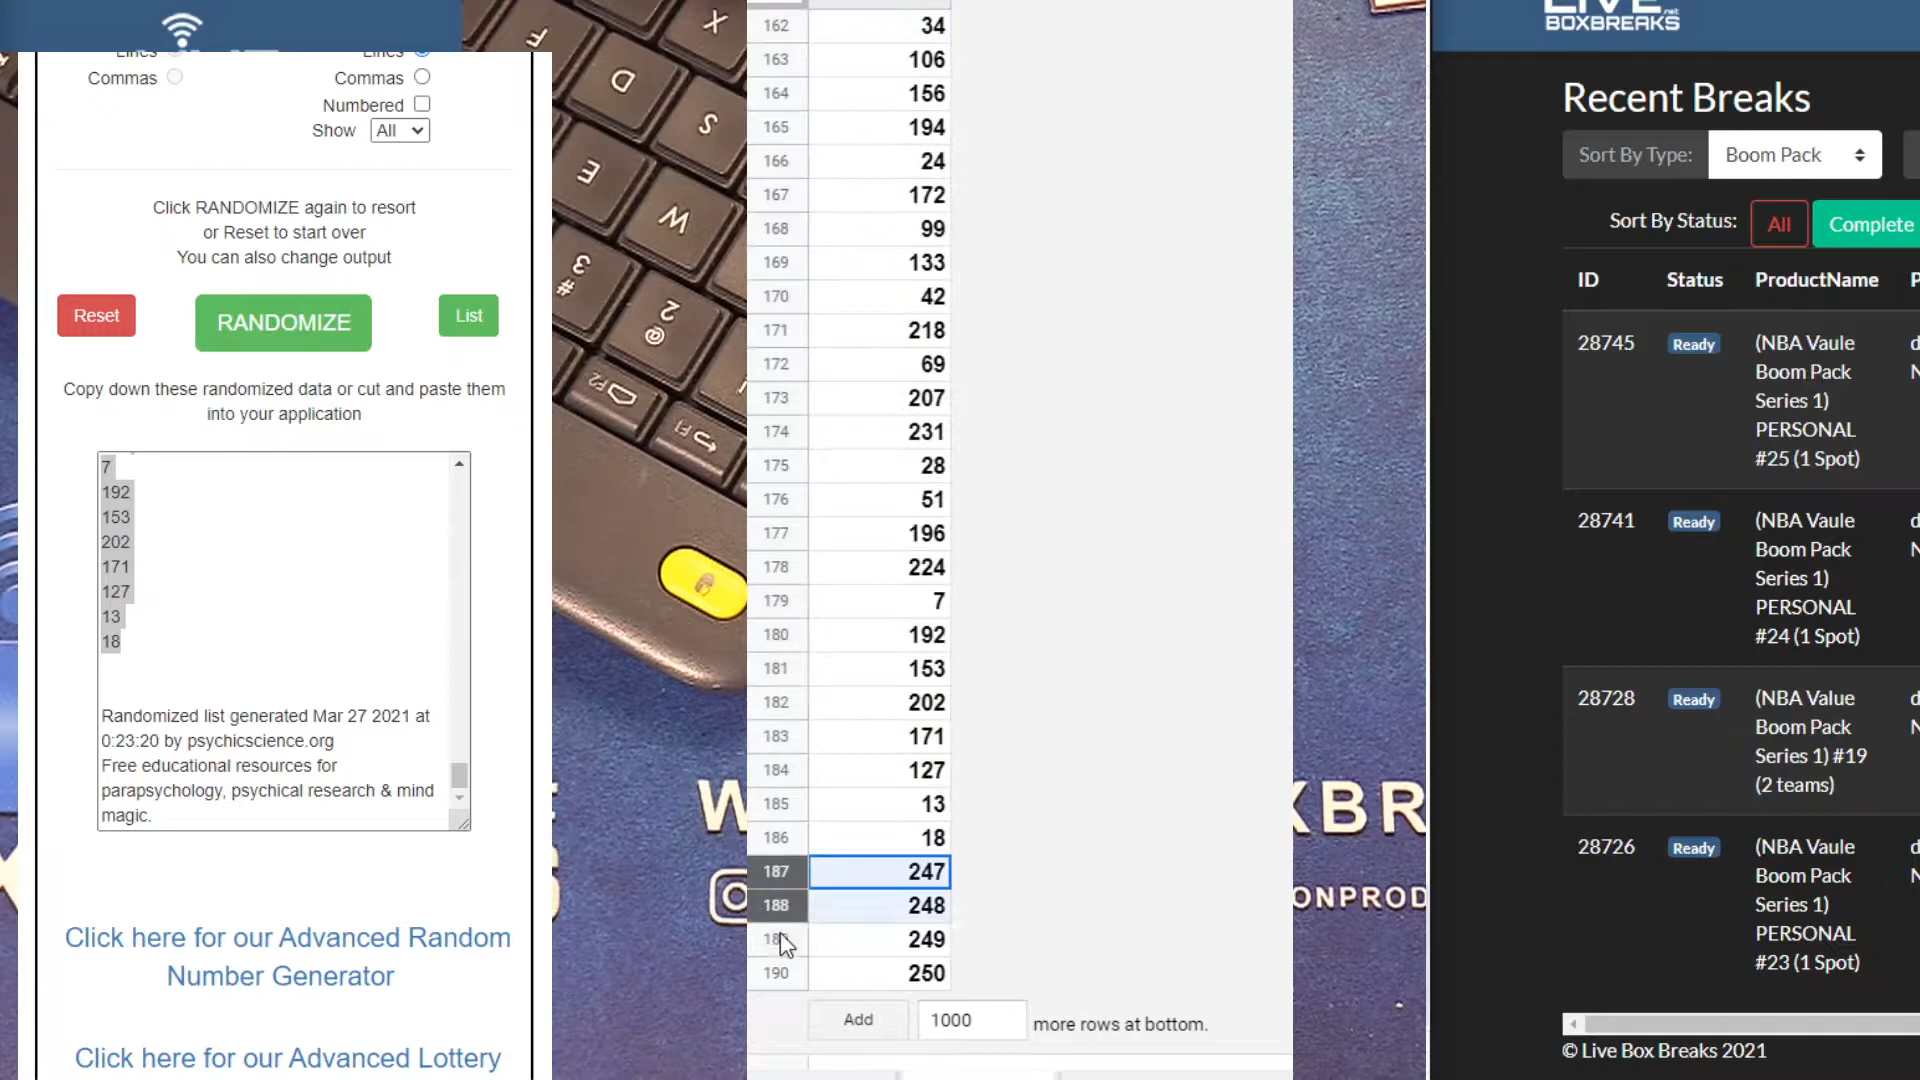 Lines
Lines
Commas
Commas
Numbered
Show All
Click RANDOMIZE again to resort
or Reset to start over
You can also change output
Reset
RANDOMIZE
List
Copy down these randomized data or cut and paste them
into your application
7
192
153
202
171
127
13
18
Randomized list generated Mar 27 2021 at
0:23:20 by psychicscience.org
Free educational resources for
parapsychology, psychical research & mind
magic.
Click here for our Advanced Random
Number Generator
Click here for our Advanced Lottery
X
F
D
S
E
W
3
#
2
@
F2
F1
162 34
163 106
164 156
165 194
166 24
167 172
168 99
169 133
170 42
171 218
172 69
173 207
174 231
175 28
176 51
177 196
178 224
179 7
180 192
181 153
182 202
183 171
184 127
185 13
186 18
187 247
188 248
249
190 250
Add 1000 more rows at bottom.
W
XBR
ONPROD
LIVE
.net
BOXBREAKS
Recent Breaks
Sort By Type: Boom Pack
Sort By Status: All Complete
ID Status ProductName P
28745 Ready (NBA Vaule
Boom Pack
Series 1)
PERSONAL
#25 (1 Spot)
28741 Ready (NBA Vaule
Boom Pack
Series 1)
PERSONAL
#24 (1 Spot)
28728 Ready (NBA Value
Boom Pack
Series 1) #19
(2 teams)
28726 Ready (NBA Vaule
Boom Pack
Series 1)
PERSONAL
#23 (1 Spot)
© Live Box Breaks 2021